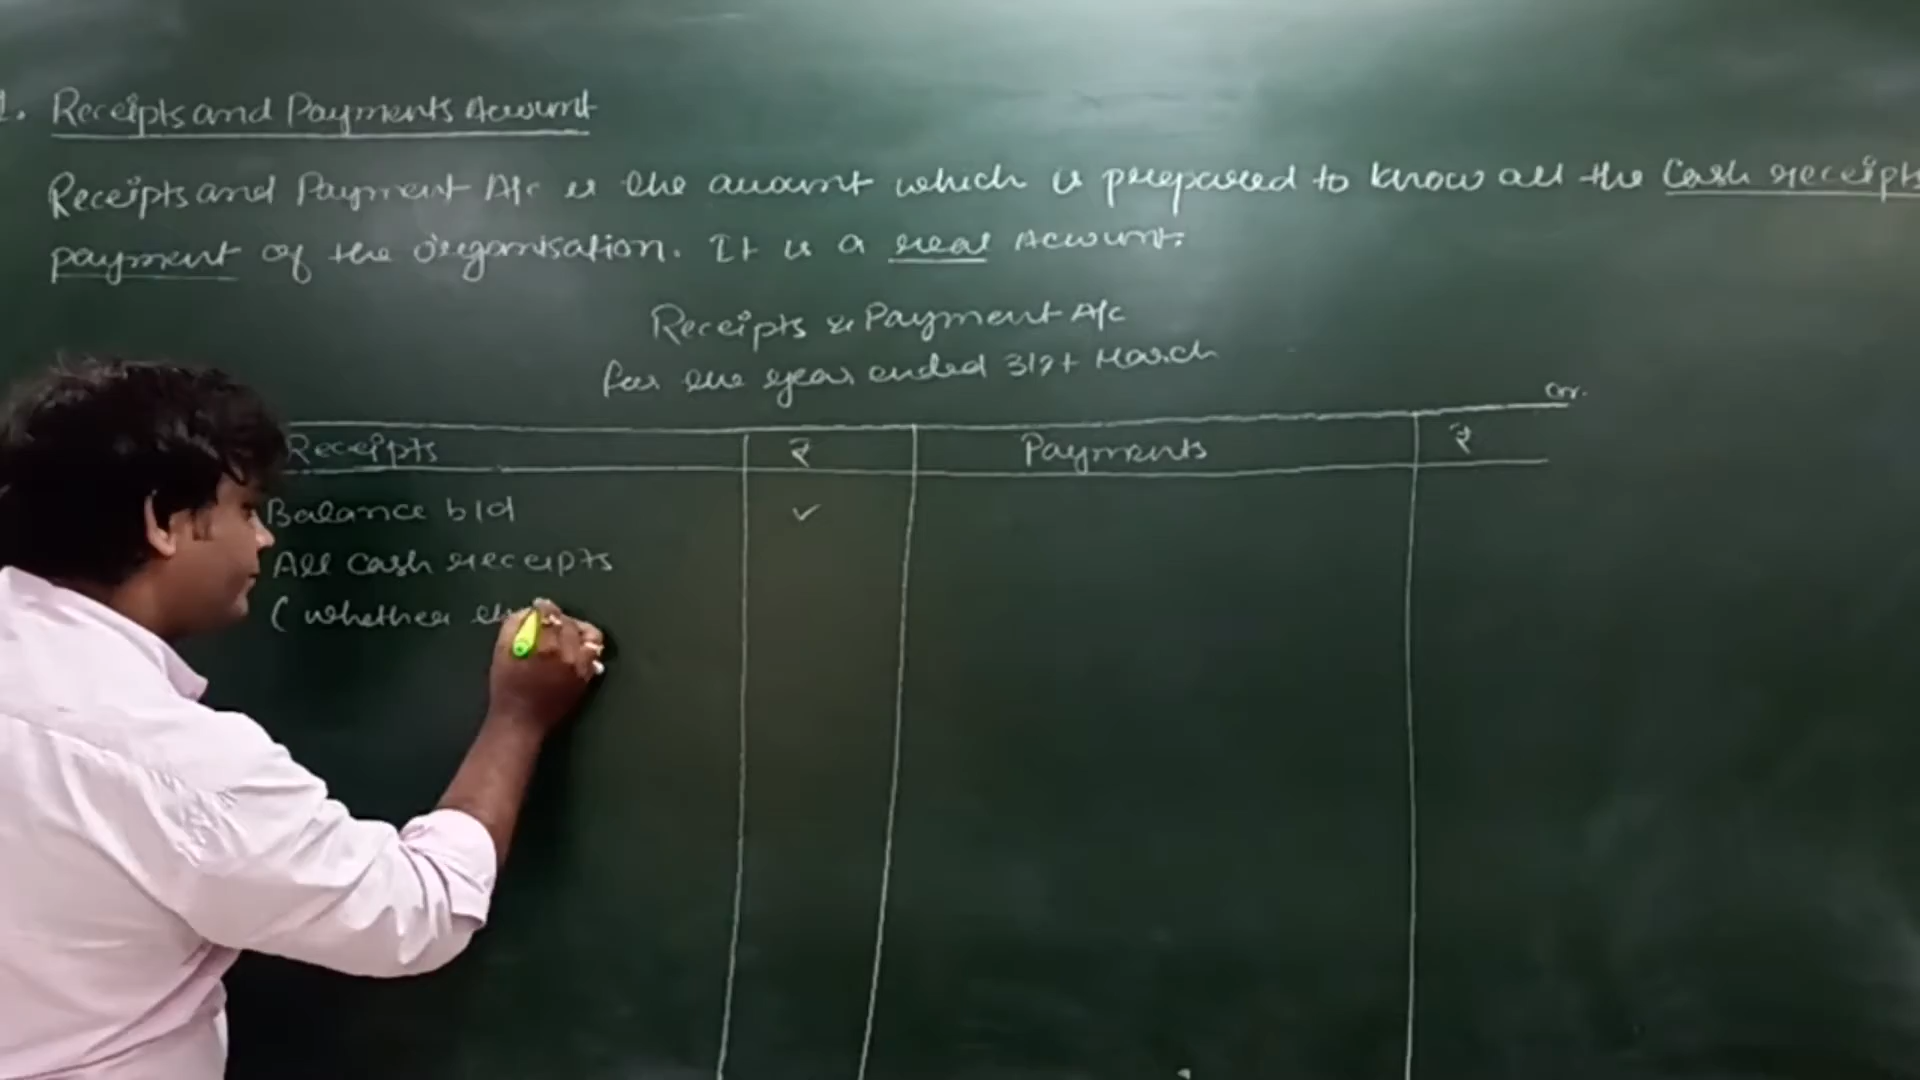 1. Receipts and Payments Account
Receipts and Payment A/c is the account which is prepared to know all the Cash receipts
payment of the organisation. It is a real Account.
Receipts & Payment A/c
for the year ended 31st March
Cr.
Receipts ₹ Payments ₹
Balance b/d ✓
All Cash receipts
( whether